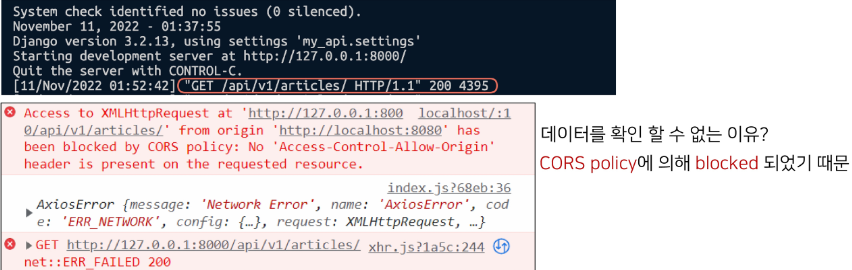 System check identified no issues (0 silenced).
November 11, 2022 - 01:37:55
Django version 3.2.13, using settings 'my_api.settings'
Starting development server at http://127.0.0.1:8000/
Quit the server with CONTROL-C.
[11/Nov/2022 01:52:42] "GET /api/v1/articles/ HTTP/1.1" 200 4395
Access to XMLHttpRequest at 'http://127.0.0.1:800 localhost/:1
0/api/v1/articles/' from origin 'http://localhost:8080' has
been blocked by CORS policy: No 'Access-Control-Allow-Origin'
header is present on the requested resource.
index.js?68eb:36
AxiosError {message: 'Network Error', name: 'AxiosError', cod
e: 'ERR_NETWORK', config: {…}, request: XMLHttpRequest, …}
GET http://127.0.0.1:8000/api/v1/articles/ xhr.js?1a5c:244
net::ERR_FAILED 200
데이터를 확인 할 수 없는 이유?
CORS policy에 의해 blocked 되었기 때문